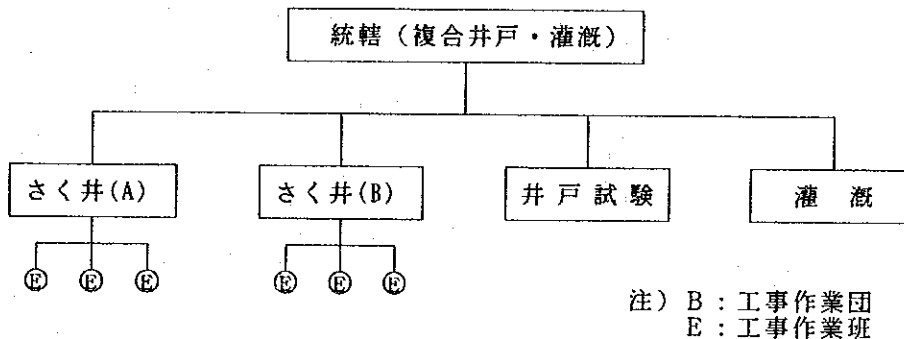 統轄（複合井戸・灌漑）
さく井(A)
さく井(B)
井戸試験
灌漑
Ⓔ Ⓔ Ⓔ
Ⓔ Ⓔ Ⓔ
注） B：工事作業団
E：工事作業班